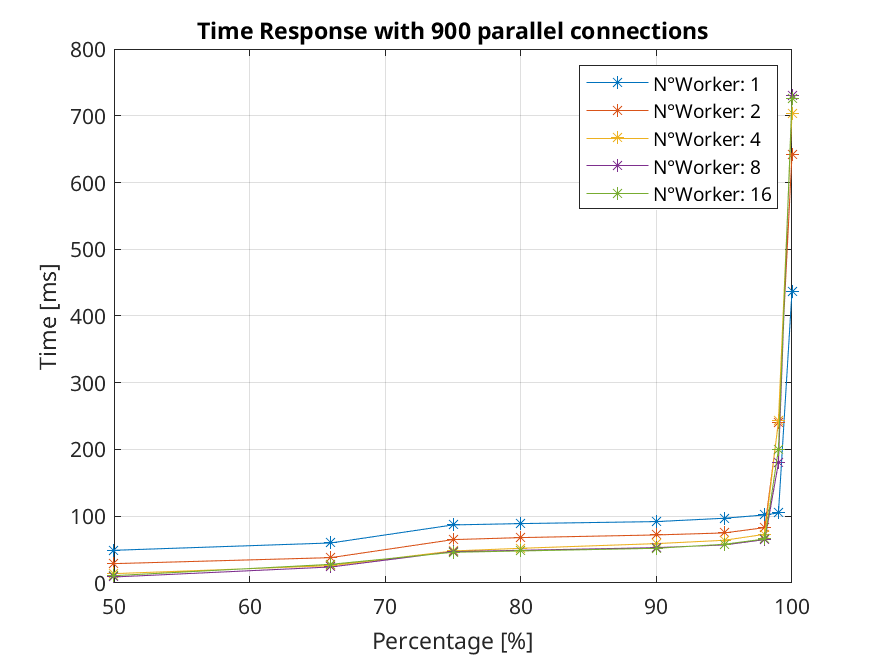 Time Response with 900 parallel connections
800
700
600
500
400
300
200
100
0
Time [ms]
N°Worker: 1
N°Worker: 2
N°Worker: 4
N°Worker: 8
N°Worker: 16
50 60 70 80 90 100
Percentage [%]